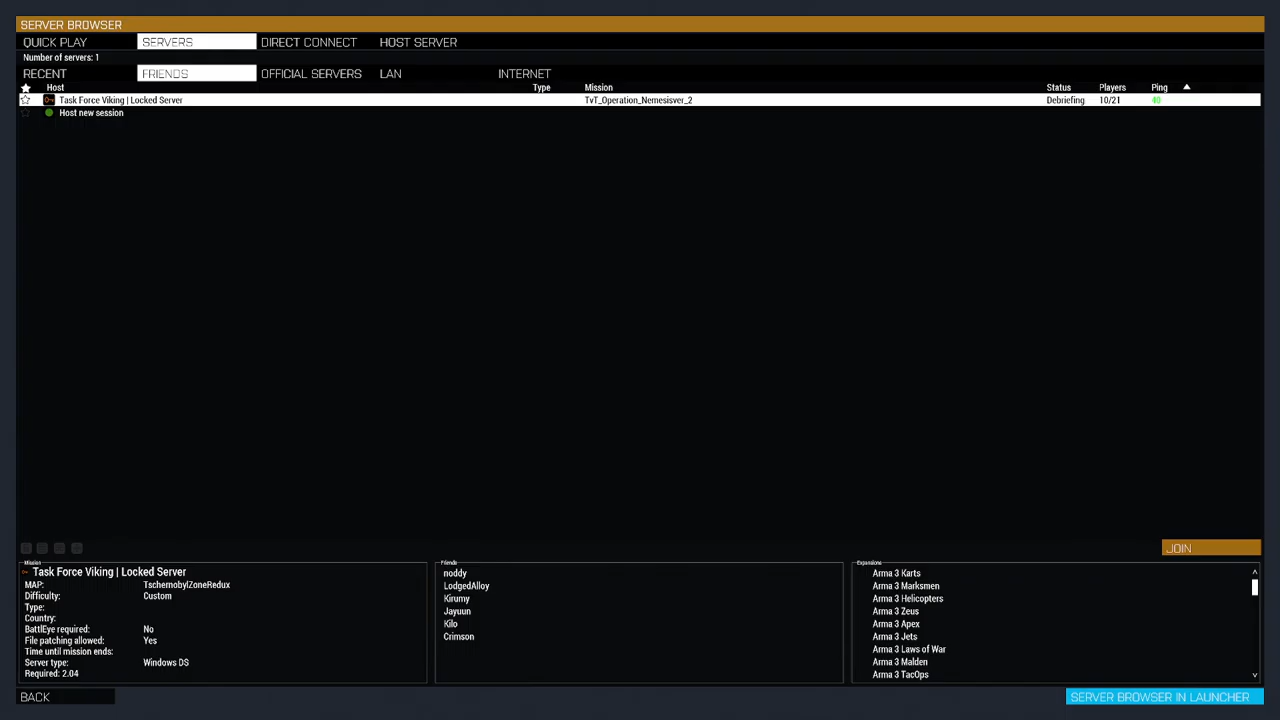 SERVER BROWSER
QUICK PLAY SERVERS DIRECT CONNECT HOST SERVER
Number of servers: 1
RECENT FRIENDS OFFICIAL SERVERS LAN INTERNET
Host Type Mission Status Players Ping
Task Force Viking | Locked Server TvT_Operation_Nemesisver_2 Debriefing 10/21 40
Host new session
JOIN
Mission
Task Force Viking | Locked Server
MAP: TschernobylZoneRedux
Difficulty: Custom
Type:
Country:
BattlEye required: No
File patching allowed: Yes
Time until mission ends:
Server type: Windows DS
Required: 2.04
Friends
noddy
LodgedAlloy
Kirumy
Jayuun
Kilo
Crimson
Expansions
Arma 3 Karts
Arma 3 Marksmen
Arma 3 Helicopters
Arma 3 Zeus
Arma 3 Apex
Arma 3 Jets
Arma 3 Laws of War
Arma 3 Malden
Arma 3 TacOps
BACK
SERVER BROWSER IN LAUNCHER